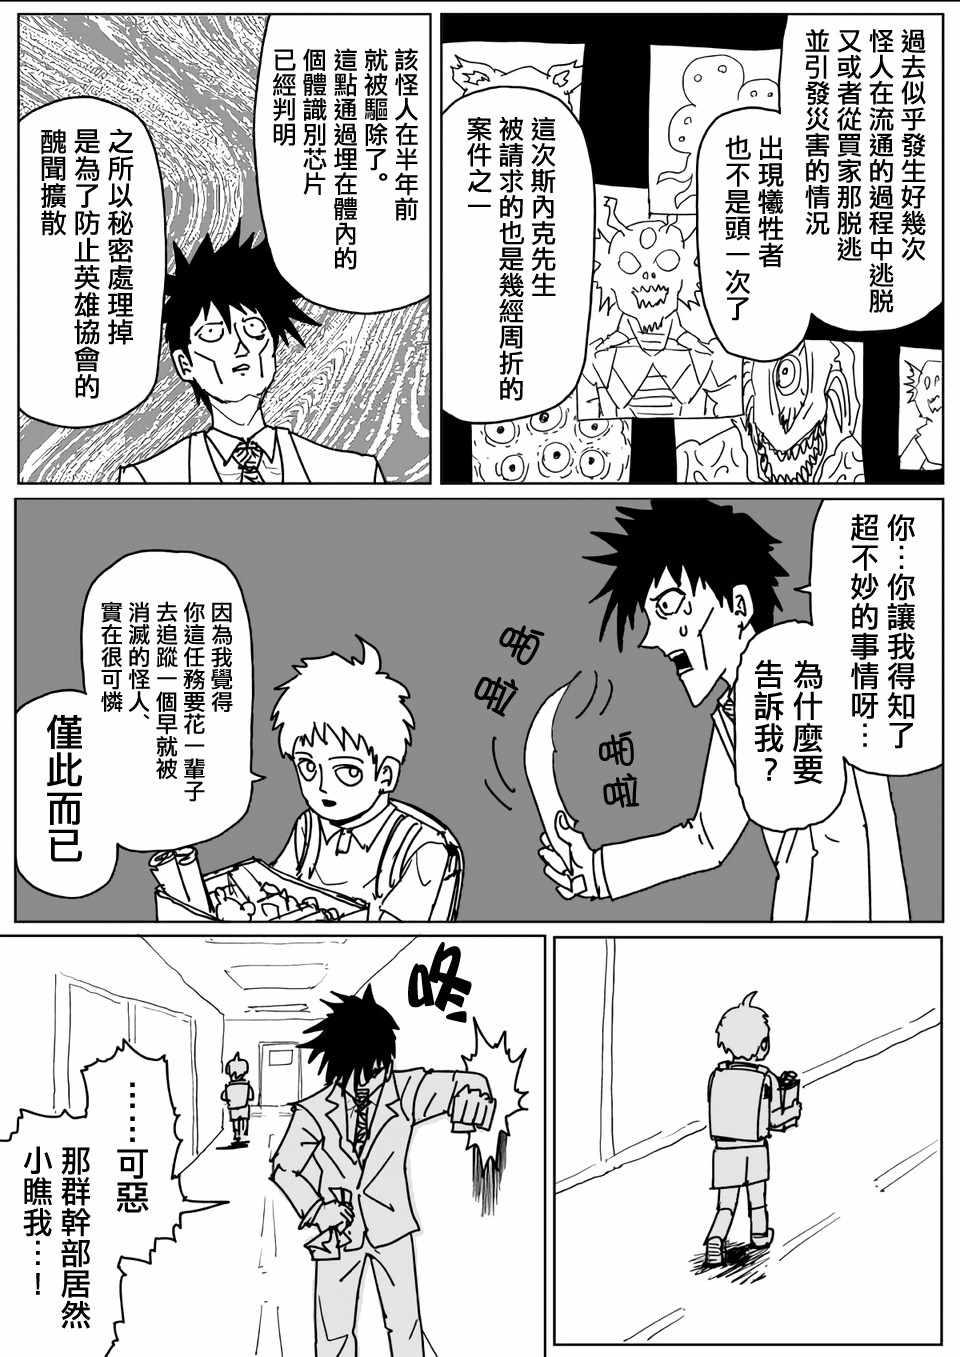 過去似乎發生好幾次
怪人在流通的過程中逃脱
又或者從買家那脱逃
並引發災害的情況
出現犧牲者
也不是頭一次了
這次斯內克先生
被請求的也是幾經周折的
案件之一
該怪人在半年前
就被驅除了。
這點通過埋在體內的
個體識別芯片
已經判明
之所以秘密處理掉
是為了防止英雄協會的
醜聞擴散
你…你讓我得知了
超不妙的事情呀…
為什麼要
告訴我？
因為我覺得
你這任務要花一輩子
去追蹤一個早就被
消滅的怪人、
實在很可憐
僅此而已
……可惡
那群幹部居然
小瞧我…！